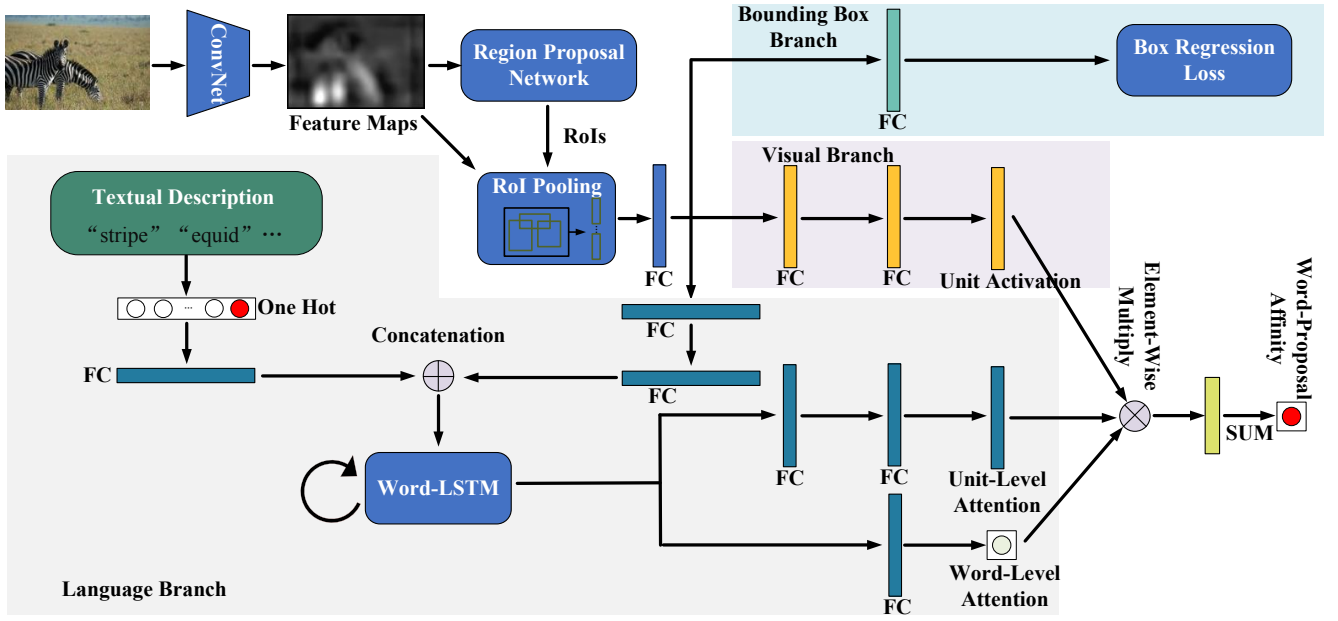 ConvNet
Feature Maps
Region Proposal
Network
RoIs
RoI Pooling
FC
Bounding Box
Branch
FC
Box Regression
Loss
Visual Branch
FC
FC
Unit Activation
Textual Description
“stripe” “equid” ···
One Hot
FC
Concatenation
FC
FC
Word-LSTM
FC
FC
Unit-Level
Attention
FC
Word-Level
Attention
Language Branch
Element-Wise
Multiply
SUM
Word-Proposal
Affinity